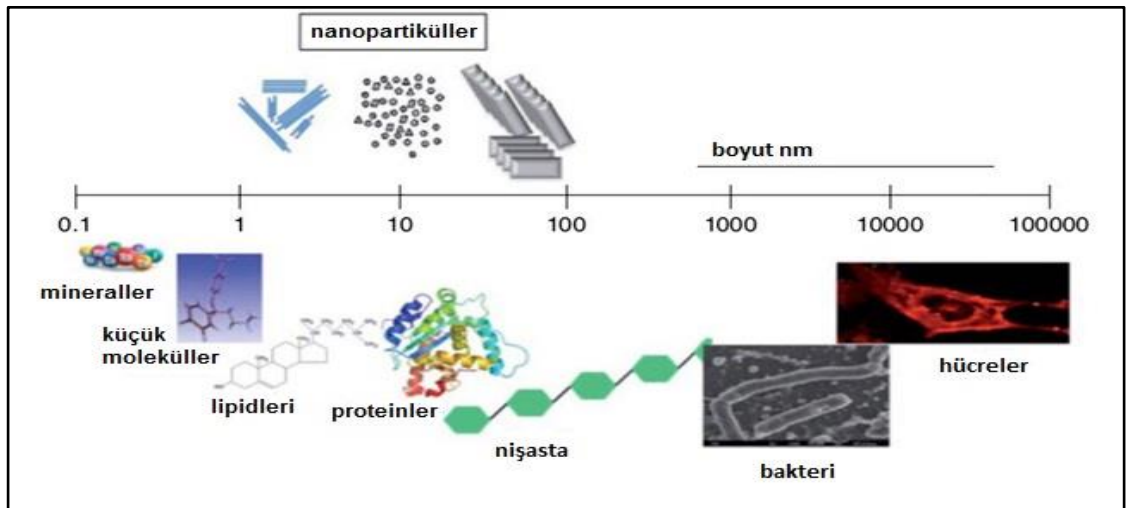 nanopartiküller
boyut nm
0.1 1 10 100 1000 10000 100000
mineraller
küçük
moleküller
lipidleri
proteinler
nişasta
bakteri
hücreler